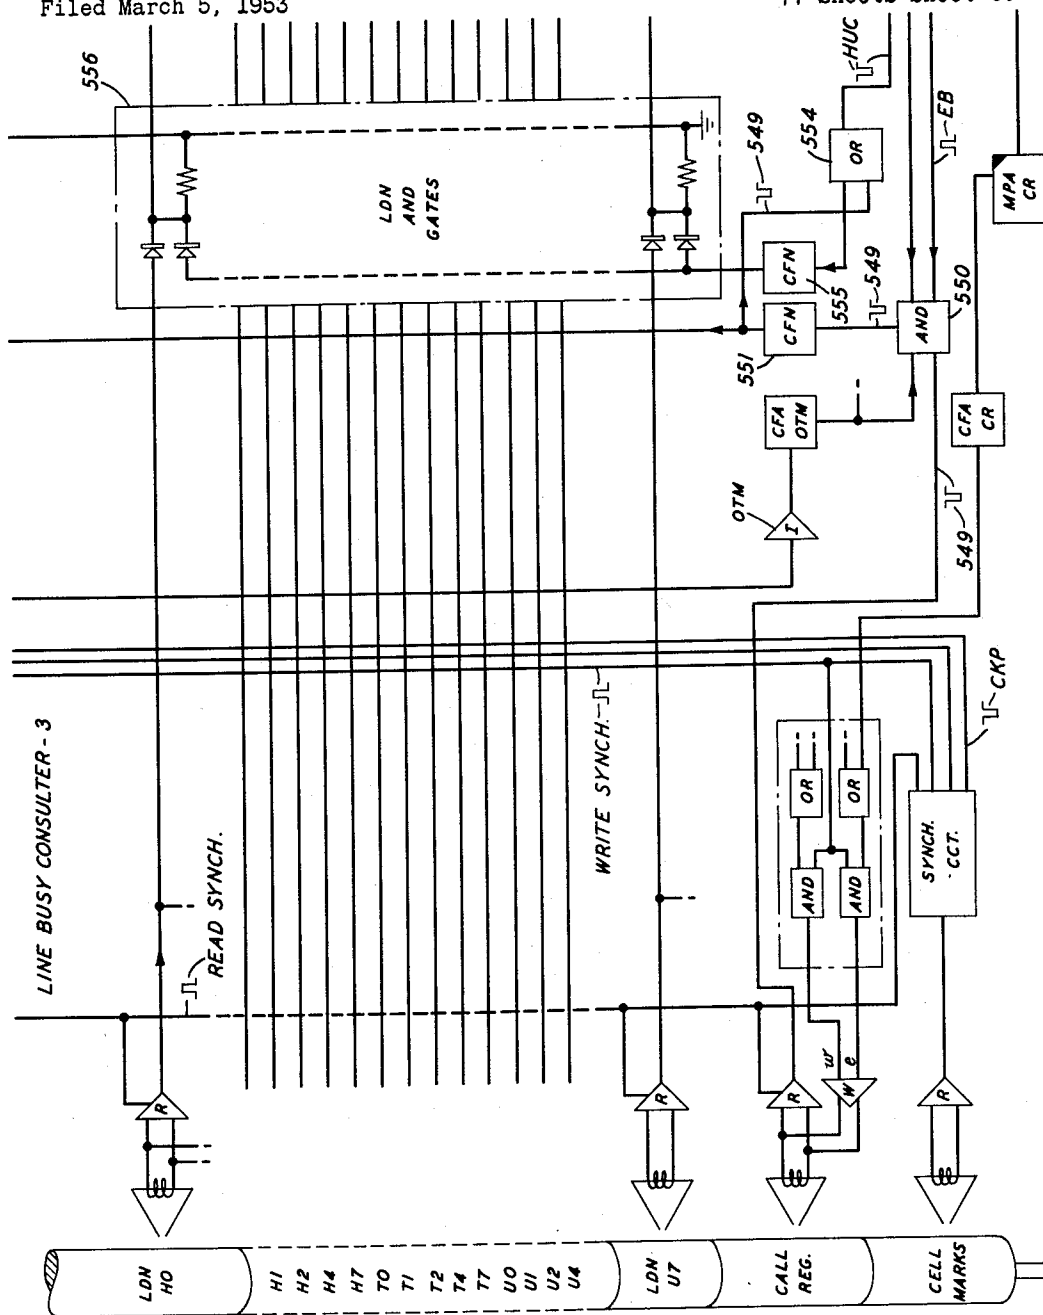 Filed March 5, 1953
LINE BUSY CONSULTER - 3
556
LDN
AND
GATES
HUC
554
OR
549
EB
MPA
CR
CFN
555
549
550
AND
CFN
551
CFA
OTM
CFA
CR
OTM
I
549
CKP
READ SYNCH.
WRITE SYNCH.
OR
OR
AND
AND
SYNCH.
CCT.
R
R
R
W
w
e
R
LDN
H0
H1
H2
H4
H7
T0
T1
T2
T4
T7
U0
U1
U2
U4
LDN
U7
CALL
REG.
CELL
MARKS